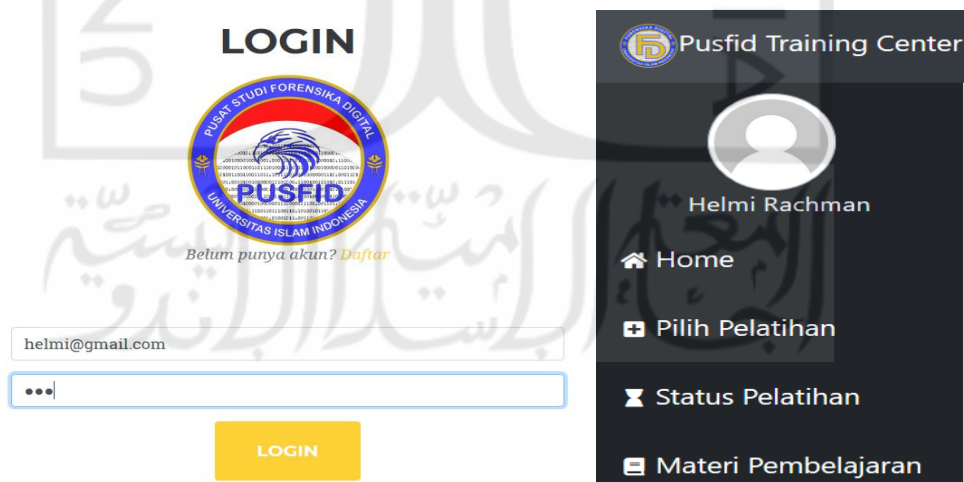 LOGIN
PUSAT STUDI FORENSIKA DIGITAL
PUSFID
UNIVERSITAS ISLAM INDONESIA
Belum punya akun? Daftar
helmi@gmail.com
LOGIN
Pusfid Training Center
Helmi Rachman
Home
Pilih Pelatihan
Status Pelatihan
Materi Pembelajaran